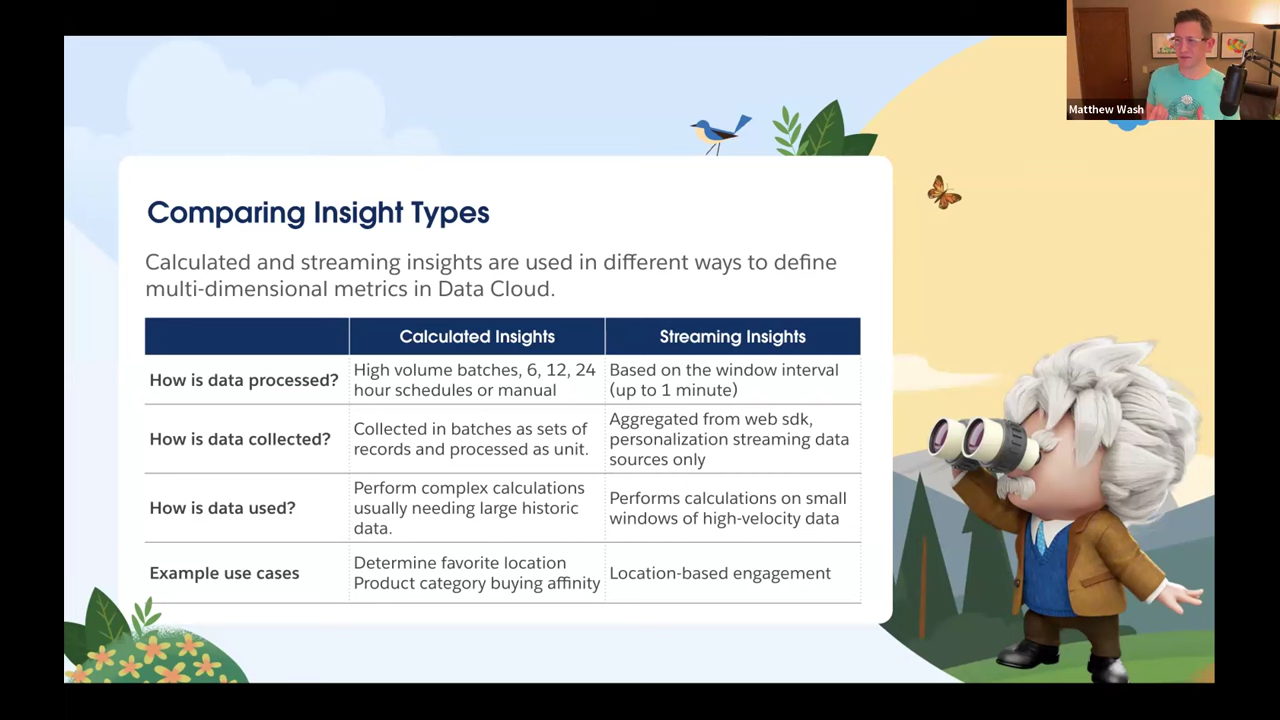 Matthew Wash
Comparing Insight Types
Calculated and streaming insights are used in different ways to define
multi-dimensional metrics in Data Cloud.
Calculated Insights
Streaming Insights
How is data processed?
High volume batches, 6, 12, 24
hour schedules or manual
Based on the window interval
(up to 1 minute)
How is data collected?
Collected in batches as sets of
records and processed as unit.
Aggregated from web sdk,
personalization streaming data
sources only
How is data used?
Perform complex calculations
usually needing large historic
data.
Performs calculations on small
windows of high-velocity data
Example use cases
Determine favorite location
Product category buying affinity
Location-based engagement